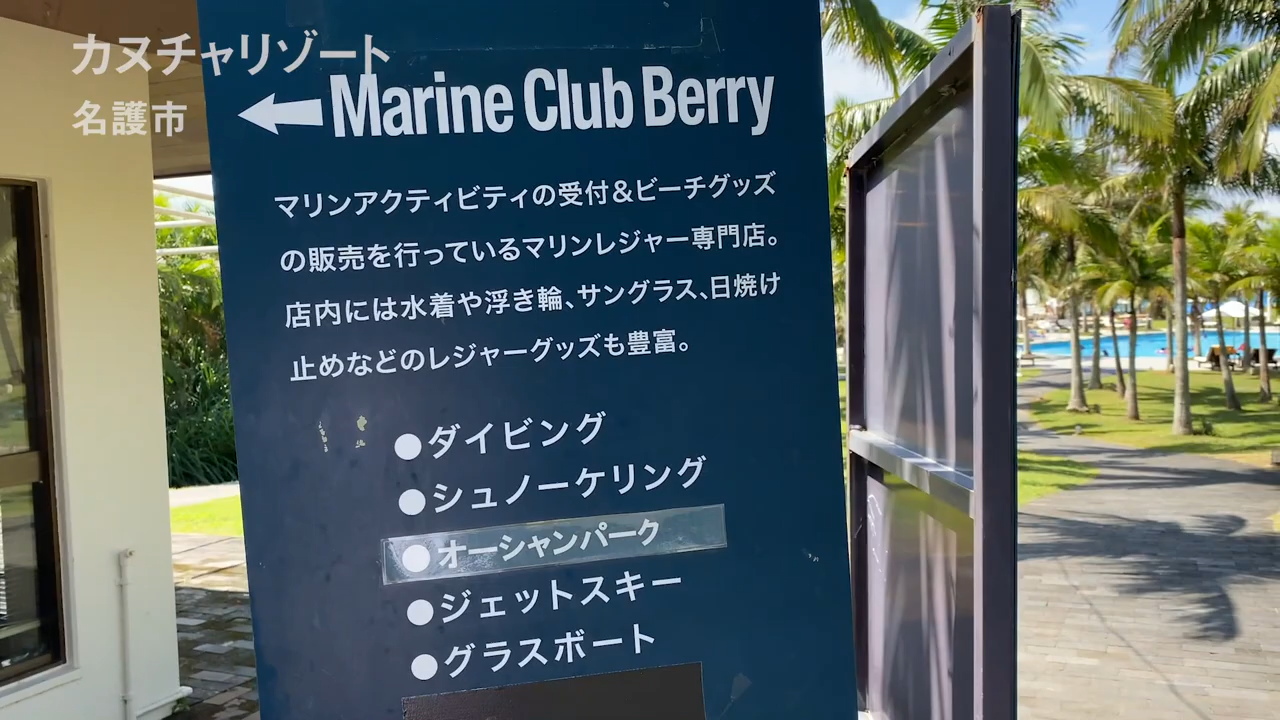 カヌチャリゾート
名護市
Marine Club Berry
マリンアクティビティの受付&ビーチグッズ
の販売を行っているマリンレジャー専門店。
店内には水着や浮き輪、サングラス、日焼け
止めなどのレジャーグッズも豊富。
●ダイビング
●シュノーケリング
●オーシャンパーク
●ジェットスキー
●グラスボート